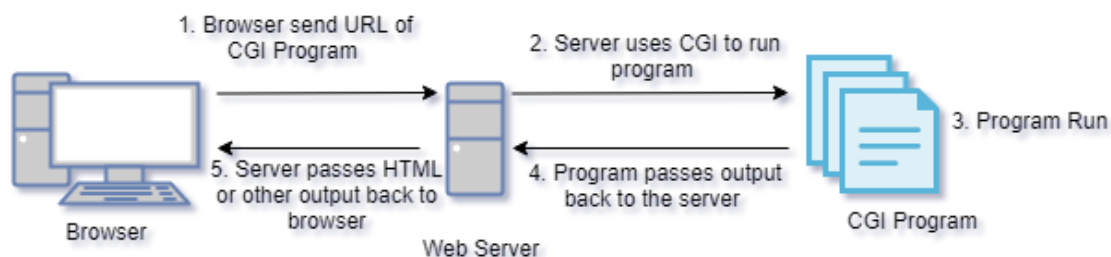 1. Browser send URL of
CGI Program
2. Server uses CGI to run
program
3. Program Run
4. Program passes output
back to the server
5. Server passes HTML
or other output back to
browser
Browser
Web Server
CGI Program